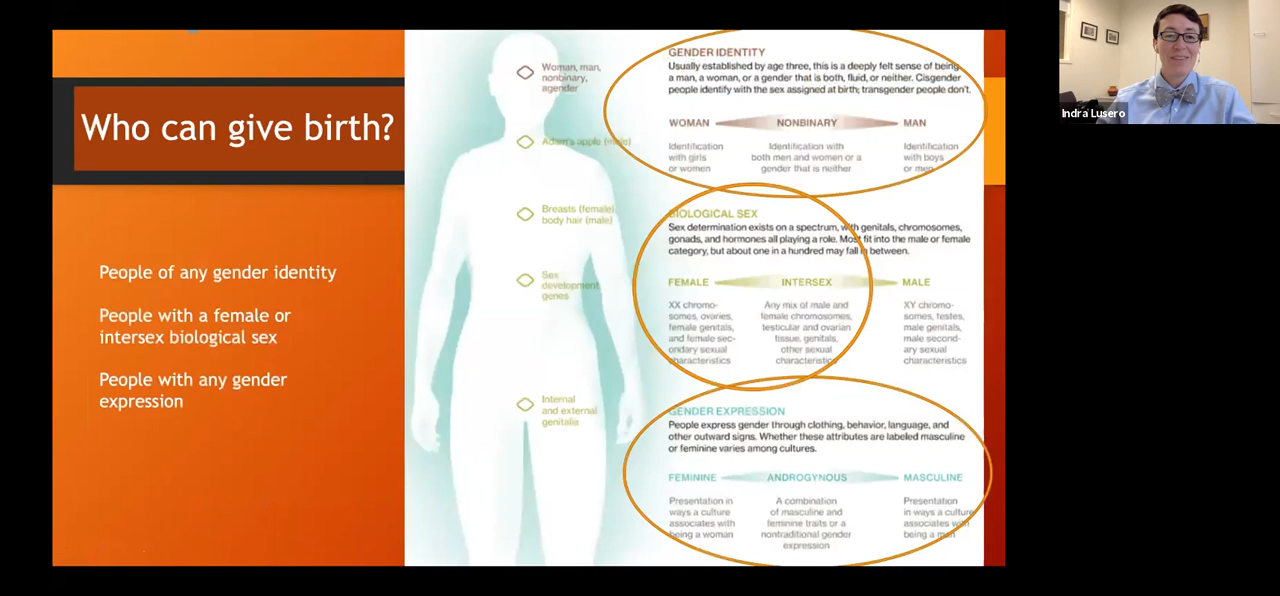 Who can give birth?
People of any gender identity
People with a female or
intersex biological sex
People with any gender
expression
Woman, man,
nonbinary,
agender
Adam's apple (male)
Breasts (female)
body hair (male)
Sex
development
genes
Internal
and external
genitalia
GENDER IDENTITY
Usually established by age three, this is a deeply felt sense of being
a man, a woman, or a gender that is both, fluid, or neither. Cisgender
people identify with the sex assigned at birth; transgender people don't.
WOMAN NONBINARY MAN
Identification
with girls
or women
Identification with
both men and women or a
gender that is neither
Identification
with boys
or men
BIOLOGICAL SEX
Sex determination exists on a spectrum, with genitals, chromosomes,
gonads, and hormones all playing a role. Most fit into the male or female
category, but about one in a hundred may fall in between.
FEMALE INTERSEX MALE
XX chromo-
somes, ovaries,
female genitals,
and female sec-
ondary sexual
characteristics
Any mix of male and
female chromosomes,
testicular and ovarian
tissue, genitals,
other sexual
characteristics
XY chromo-
somes, testes,
male genitals,
male second-
ary sexual
characteristics
GENDER EXPRESSION
People express gender through clothing, behavior, language, and
other outward signs. Whether these attributes are labeled masculine
or feminine varies among cultures.
FEMININE ANDROGYNOUS MASCULINE
Presentation in
ways a culture
associates with
being a woman
A combination
of masculine and
feminine traits or a
nontraditional gender
expression
Presentation
in ways a culture
associates with
being a man
Indra Lusero